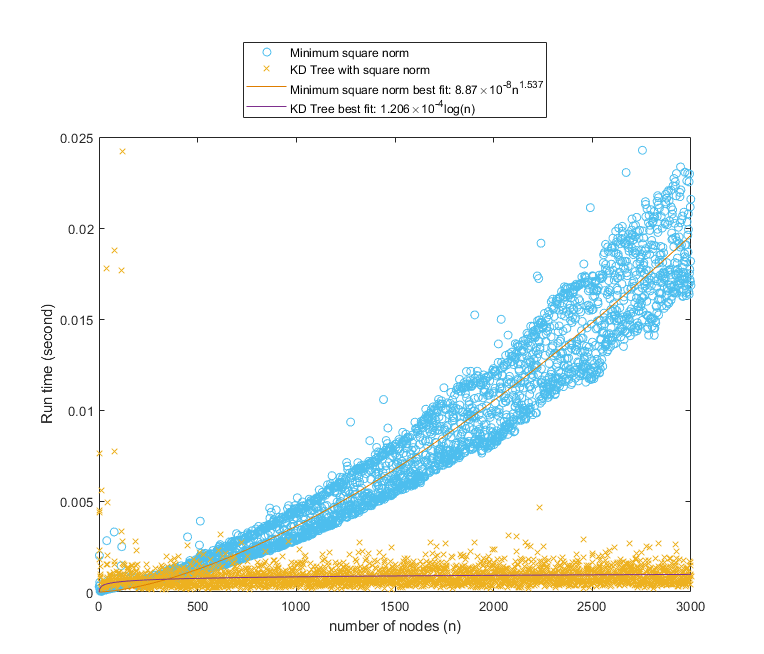 Minimum square norm
KD Tree with square norm
Minimum square norm best fit: 8.87×10^-8n^1.537
KD Tree best fit: 1.206×10^-4log(n)
0.025
0.02
0.015
0.01
0.005
0
Run time (second)
0 500 1000 1500 2000 2500 3000
number of nodes (n)